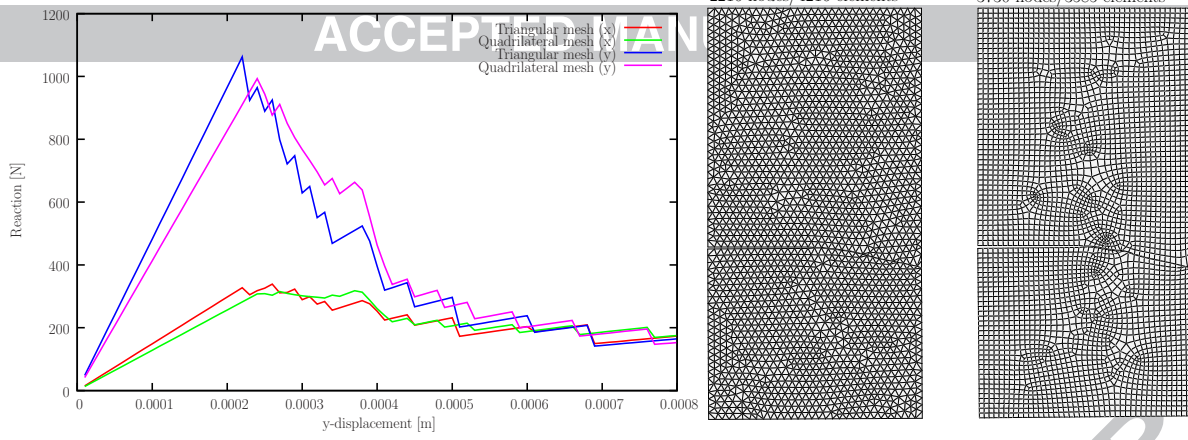 ACCEPTED MANU
Triangular mesh (x)
Quadrilateral mesh (x)
Triangular mesh (y)
Quadrilateral mesh (y)
1200
1000
800
600
400
200
0
Reaction [N]
0 0.0001 0.0002 0.0003 0.0004 0.0005 0.0006 0.0007 0.0008
y-displacement [m]